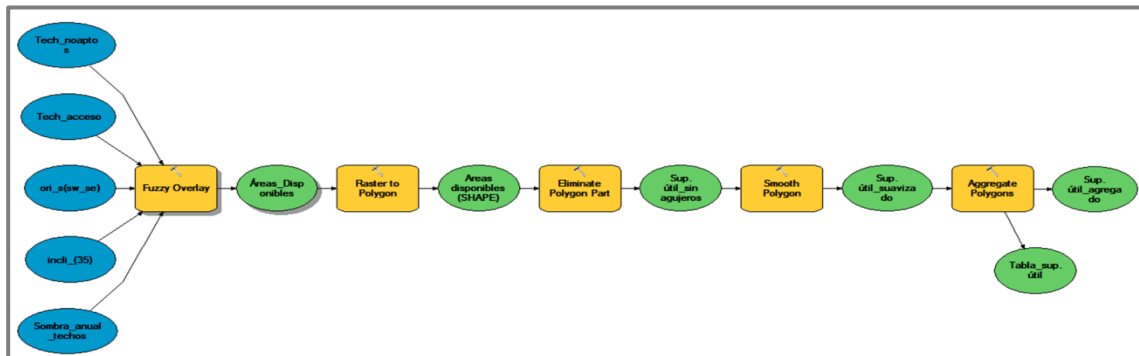 Tech_noapto
s
Tech_acceso
ori_s(sw_se)
incli_(35)
Sombra_anual
_techos
Fuzzy Overlay
Áreas_Disp
onibles
Raster to
Polygon
Areas
disponibles
(SHAPE)
Eliminate
Polygon Part
Sup.
útil_sin
agujeros
Smooth
Polygon
Sup.
útil_suaviza
do
Aggregate
Polygons
Sup.
útil_agrega
do
Tabla_sup.
útil